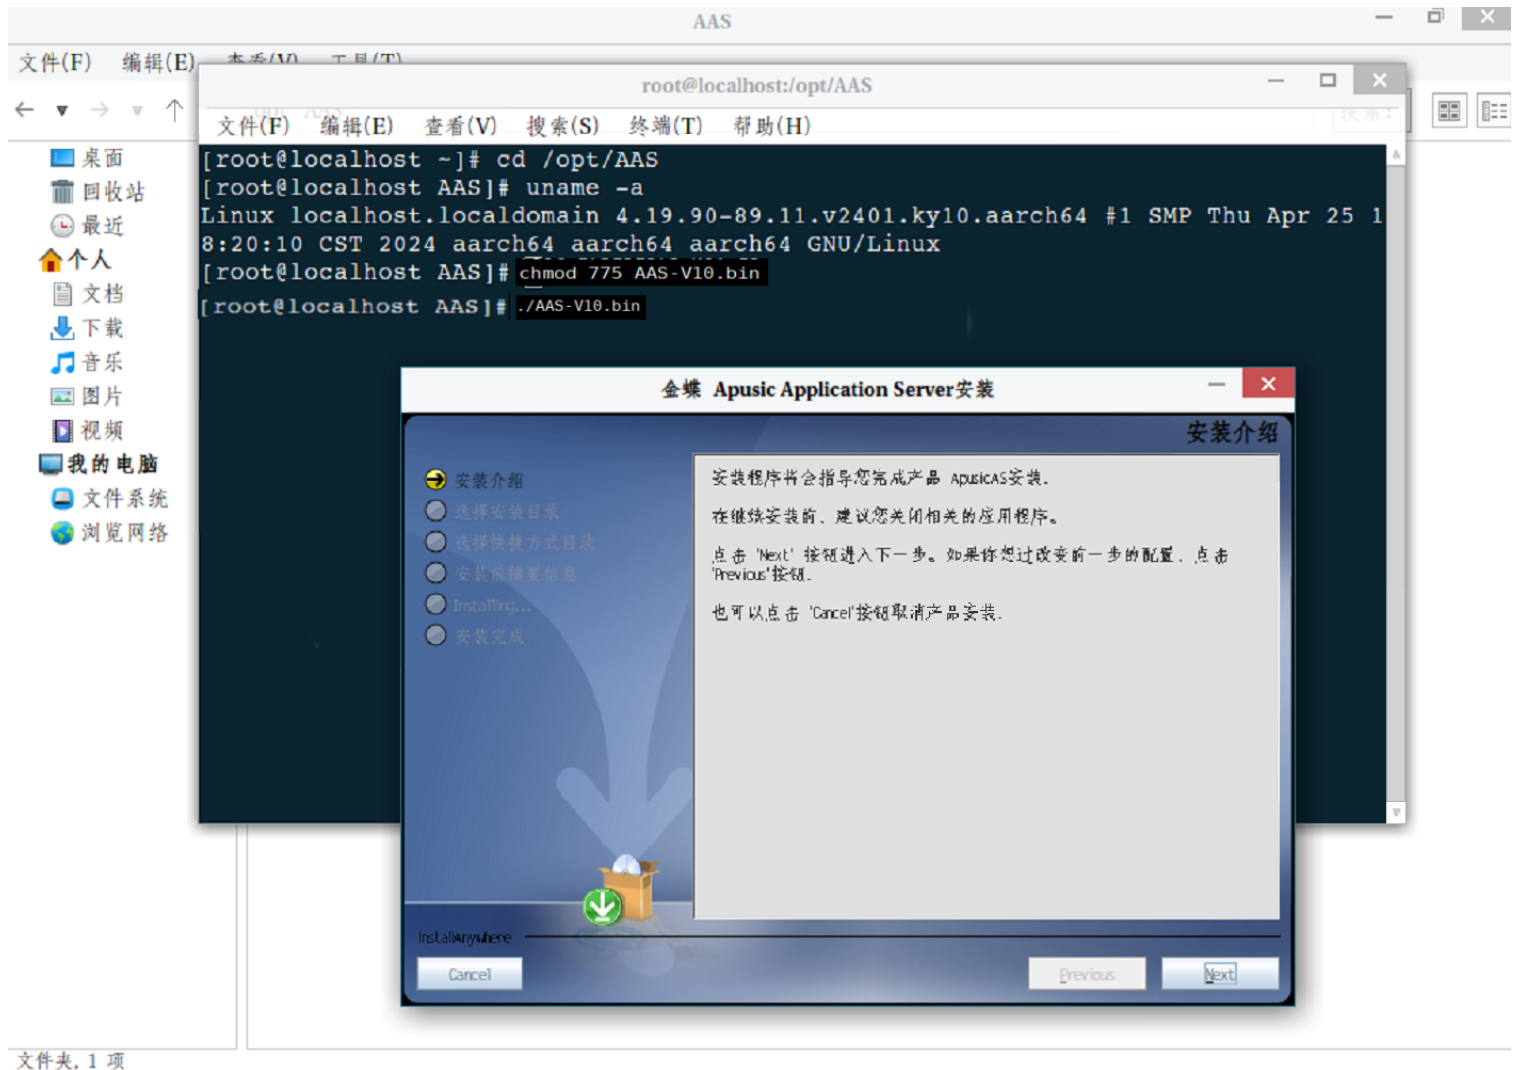 AAS
文件(F) 编辑(E) 查看(V) 工具(T)
root@localhost:/opt/AAS
文件(F) 编辑(E) 查看(V) 搜索(S) 终端(T) 帮助(H)
桌面
回收站
最近
个人
文档
下载
音乐
图片
视频
我的电脑
文件系统
浏览网络
[root@localhost ~]# cd /opt/AAS
[root@localhost AAS]# uname -a
Linux localhost.localdomain 4.19.90-89.11.v2401.ky10.aarch64 #1 SMP Thu Apr 25 1
8:20:10 CST 2024 aarch64 aarch64 aarch64 GNU/Linux
[root@localhost AAS]# chmod 775 AAS-V10.bin
[root@localhost AAS]# ./AAS-V10.bin
金蝶 Apusic Application Server安装
安装介绍
安装介绍
选择安装目录
选择快捷方式目录
安装前摘要信息
Installing...
安装完成
安装程序将会指导您完成产品 ApusicAS安装.
在继续安装前、建议您关闭相关的应用程序。
点击 'Next' 按钮进入下一步。如果你想过改变前一步的配置、点击
'Previous'按钮.
也可以点击 'Cancel'按钮取消产品安装.
InstallAnywhere
Cancel
Previous
Next
文件夹, 1 项